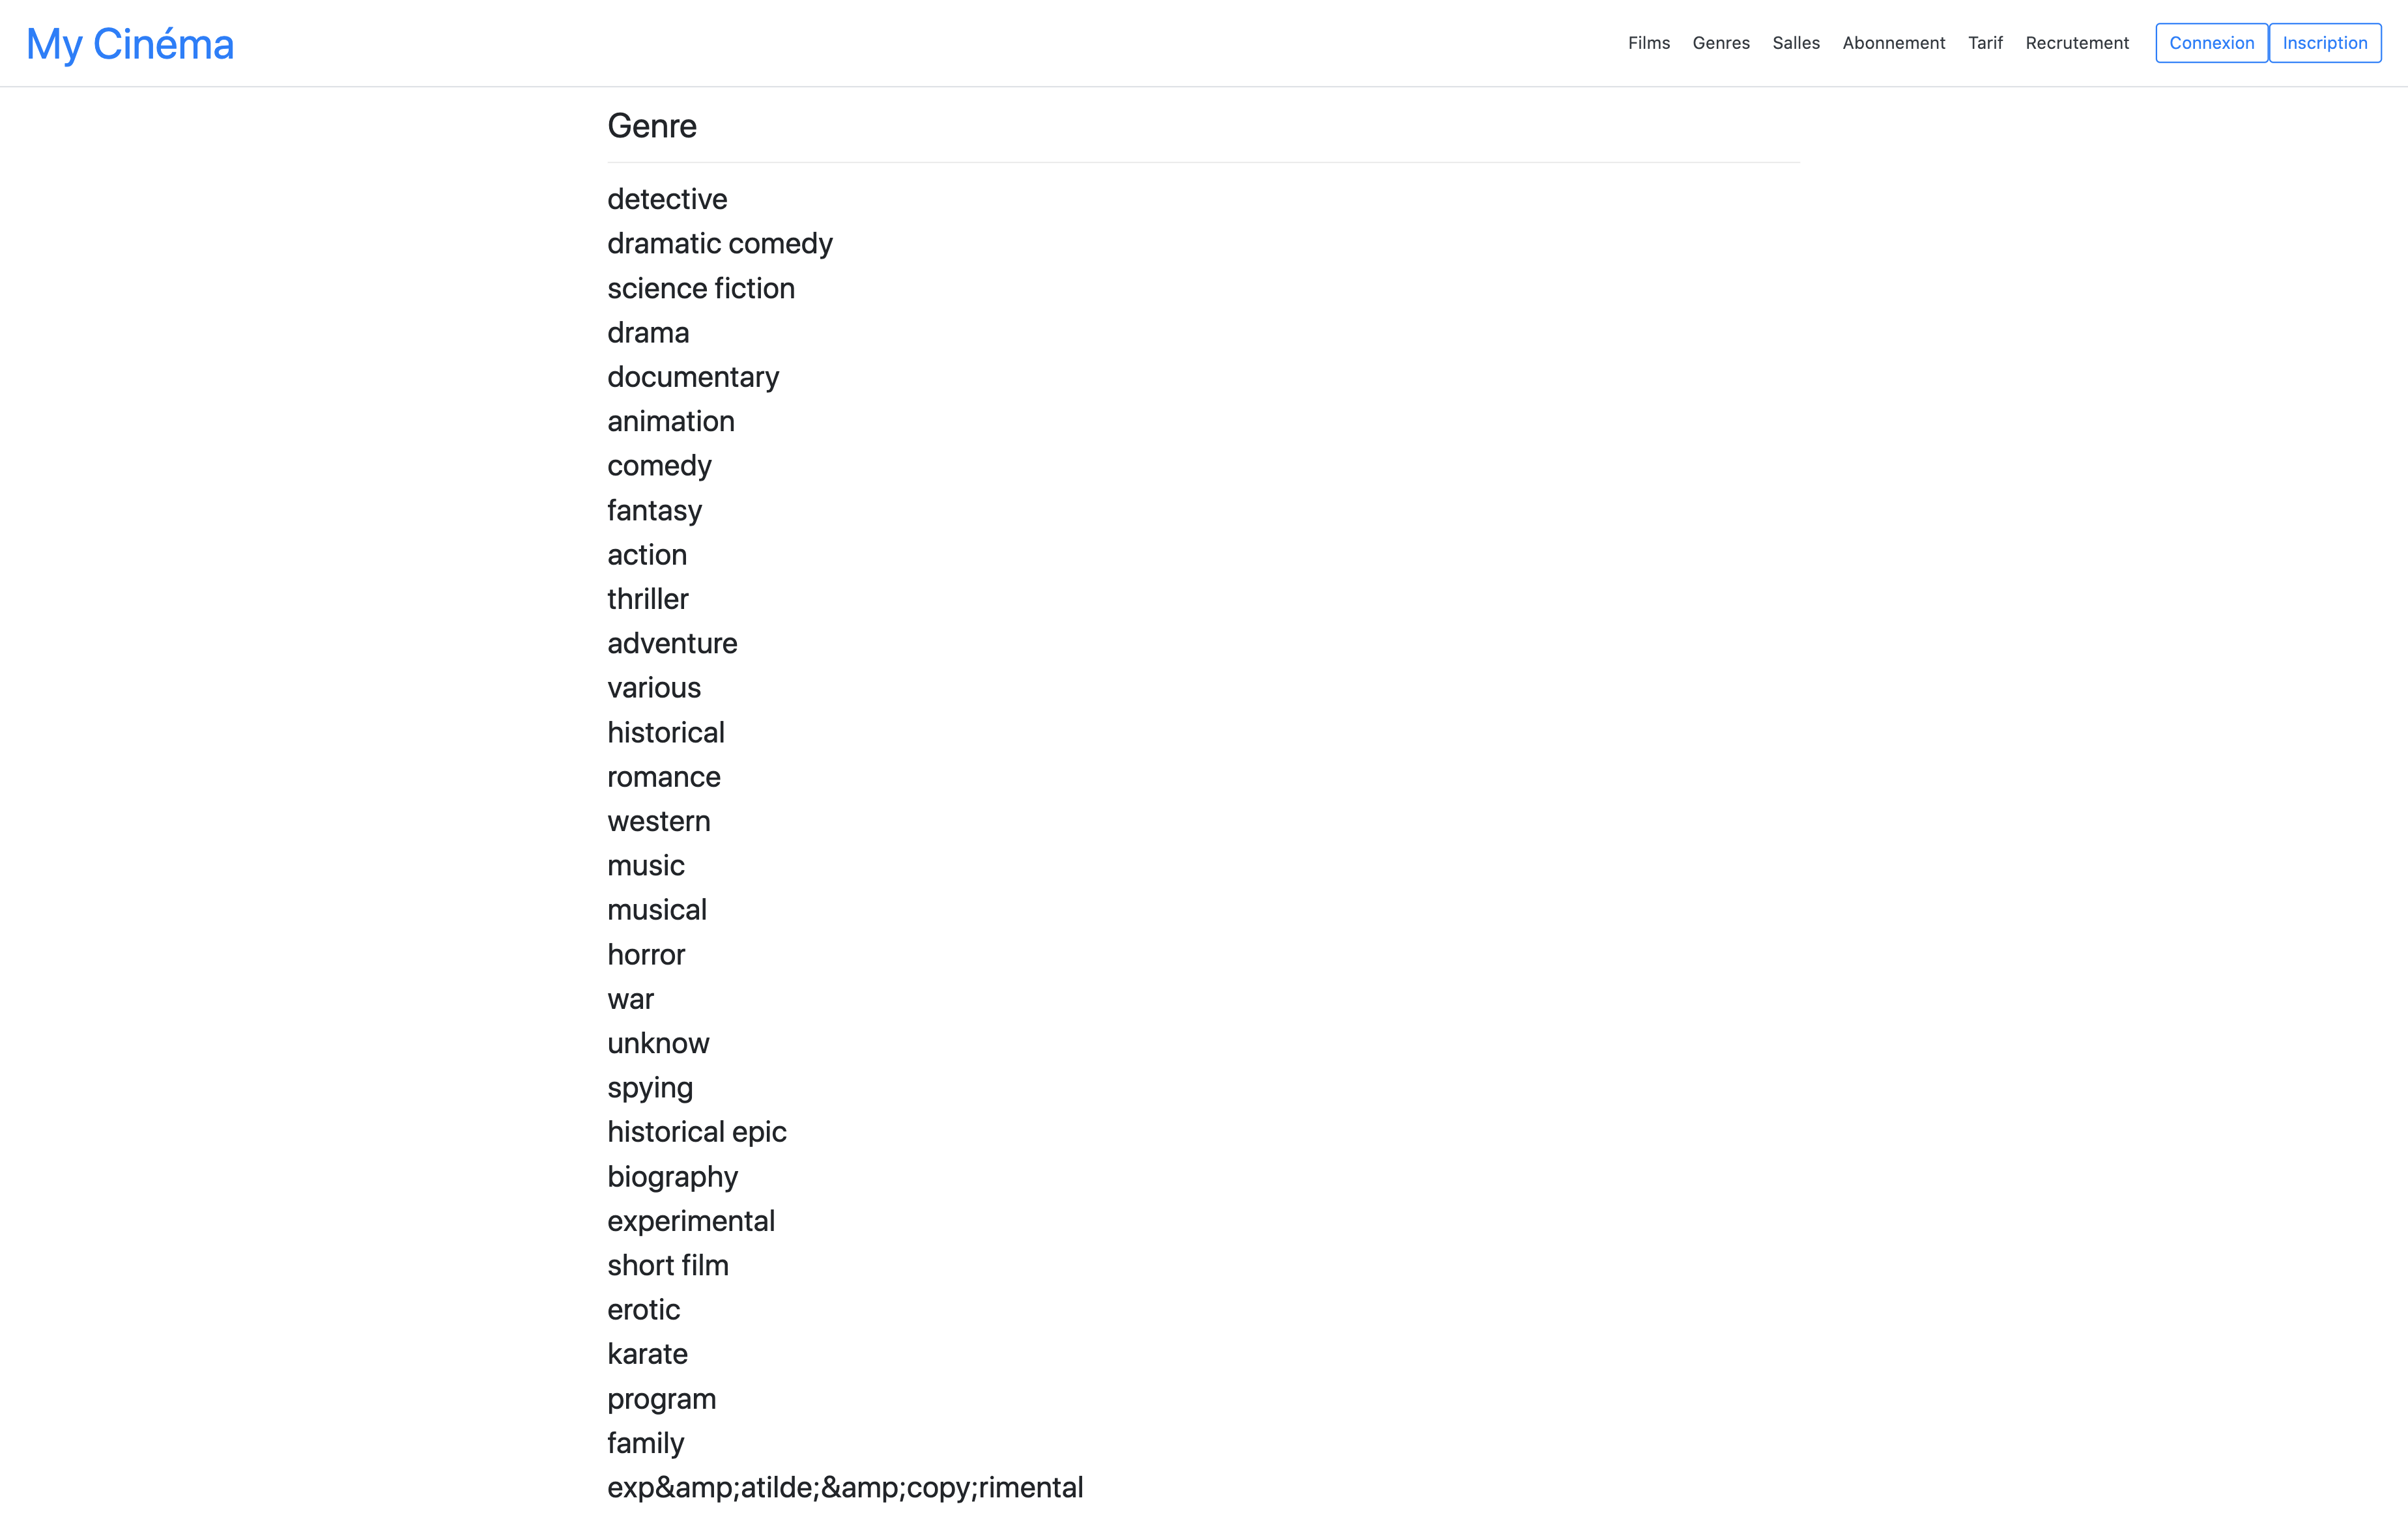 My Cinéma
Films Genres Salles Abonnement Tarif Recrutement Connexion Inscription
Genre
detective
dramatic comedy
science fiction
drama
documentary
animation
comedy
fantasy
action
thriller
adventure
various
historical
romance
western
music
musical
horror
war
unknow
spying
historical epic
biography
experimental
short film
erotic
karate
program
family
exp&amp;atilde;&amp;copy;rimental